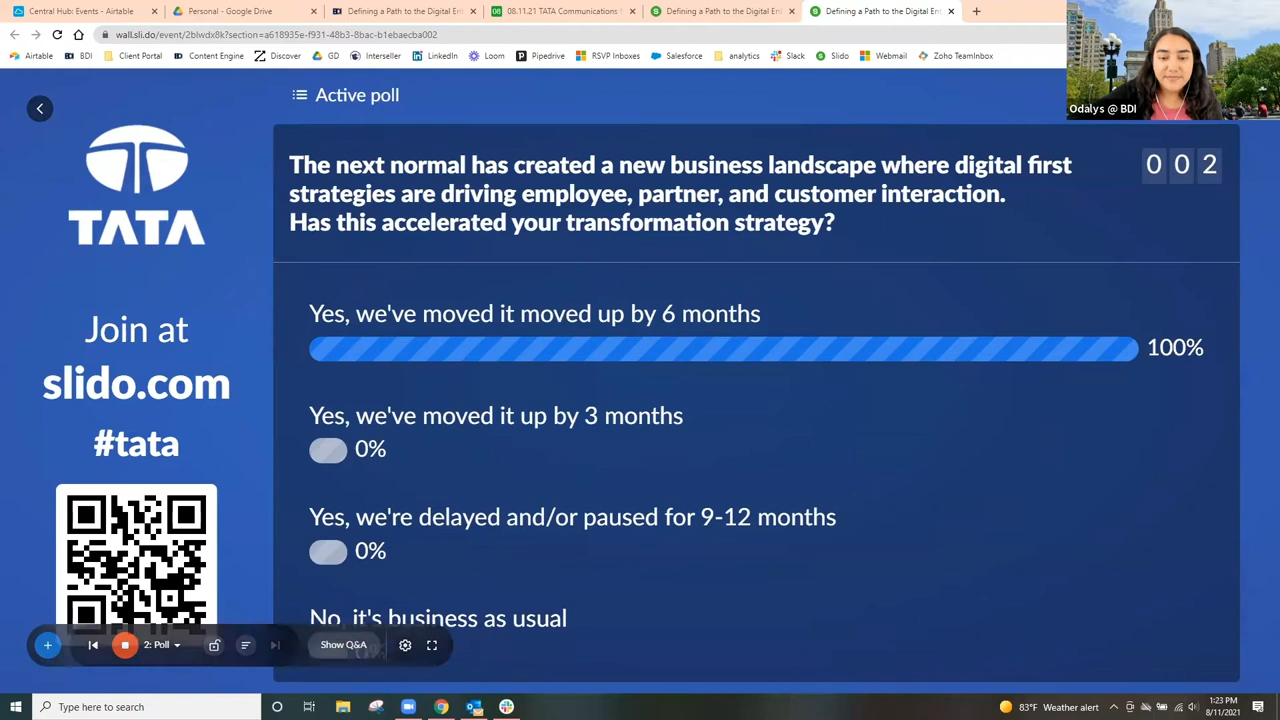 Central Hub: Events - Airtable
Personal - Google Drive
Defining a Path to the Digital Ent
08.11.21 TATA Communications
Defining a Path to the Digital Ent
Defining a Path to the Digital Ent
wall.sli.do/event/2blwdx8k?section=a618935e-f931-48b3-8bf2-b1ebaecba002
Airtable
BDI
Client Portal
Content Engine
Discover
GD
Interseller
LinkedIn
Loom
Pipedrive
RSVP Inboxes
Salesforce
analytics
Slack
Slido
Webmail
Zoho TeamInbox
Odalys @ BDI
Active poll
TATA
Join at
slido.com
#tata
The next normal has created a new business landscape where digital first
strategies are driving employee, partner, and customer interaction.
Has this accelerated your transformation strategy?
0 0 2
Yes, we've moved it moved up by 6 months
100%
Yes, we've moved it up by 3 months
0%
Yes, we're delayed and/or paused for 9-12 months
0%
No, it's business as usual
2: Poll
Show Q&A
Type here to search
83°F Weather alert
1:23 PM
8/11/2021